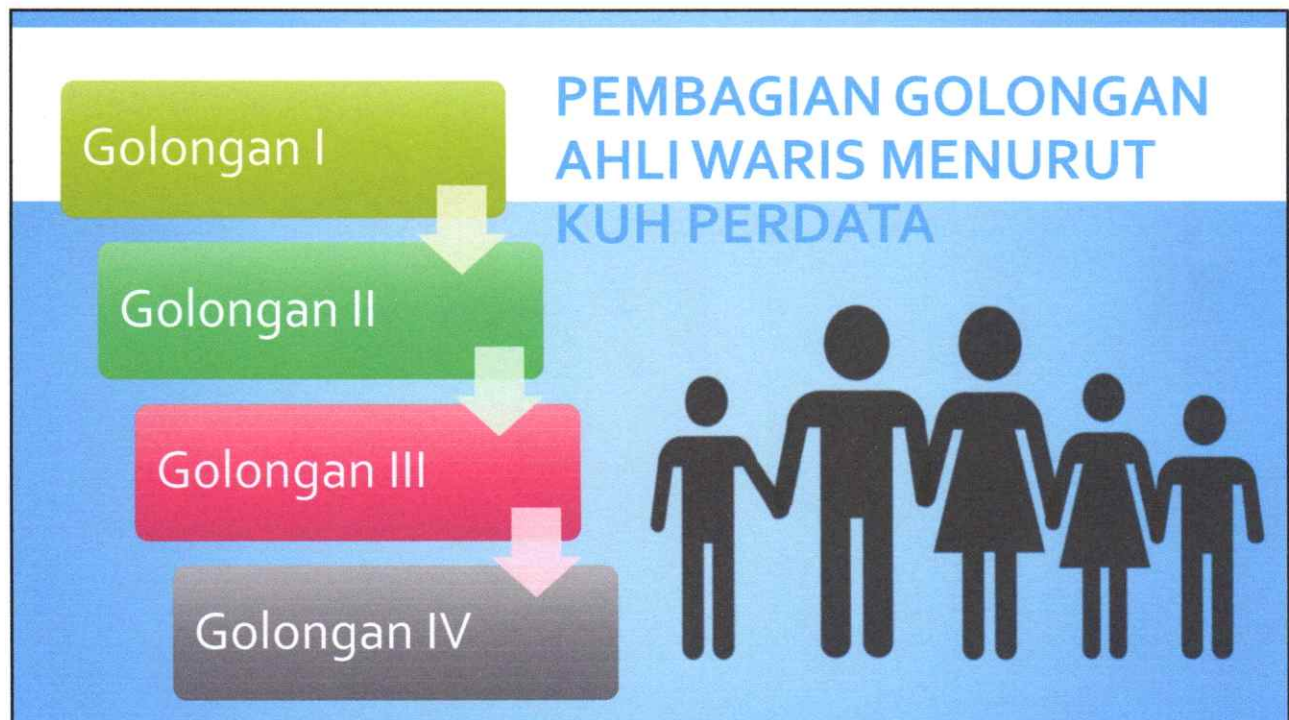 PEMBAGIAN GOLONGAN
AHLI WARIS MENURUT
KUH PERDATA
Golongan I
Golongan II
Golongan III
Golongan IV